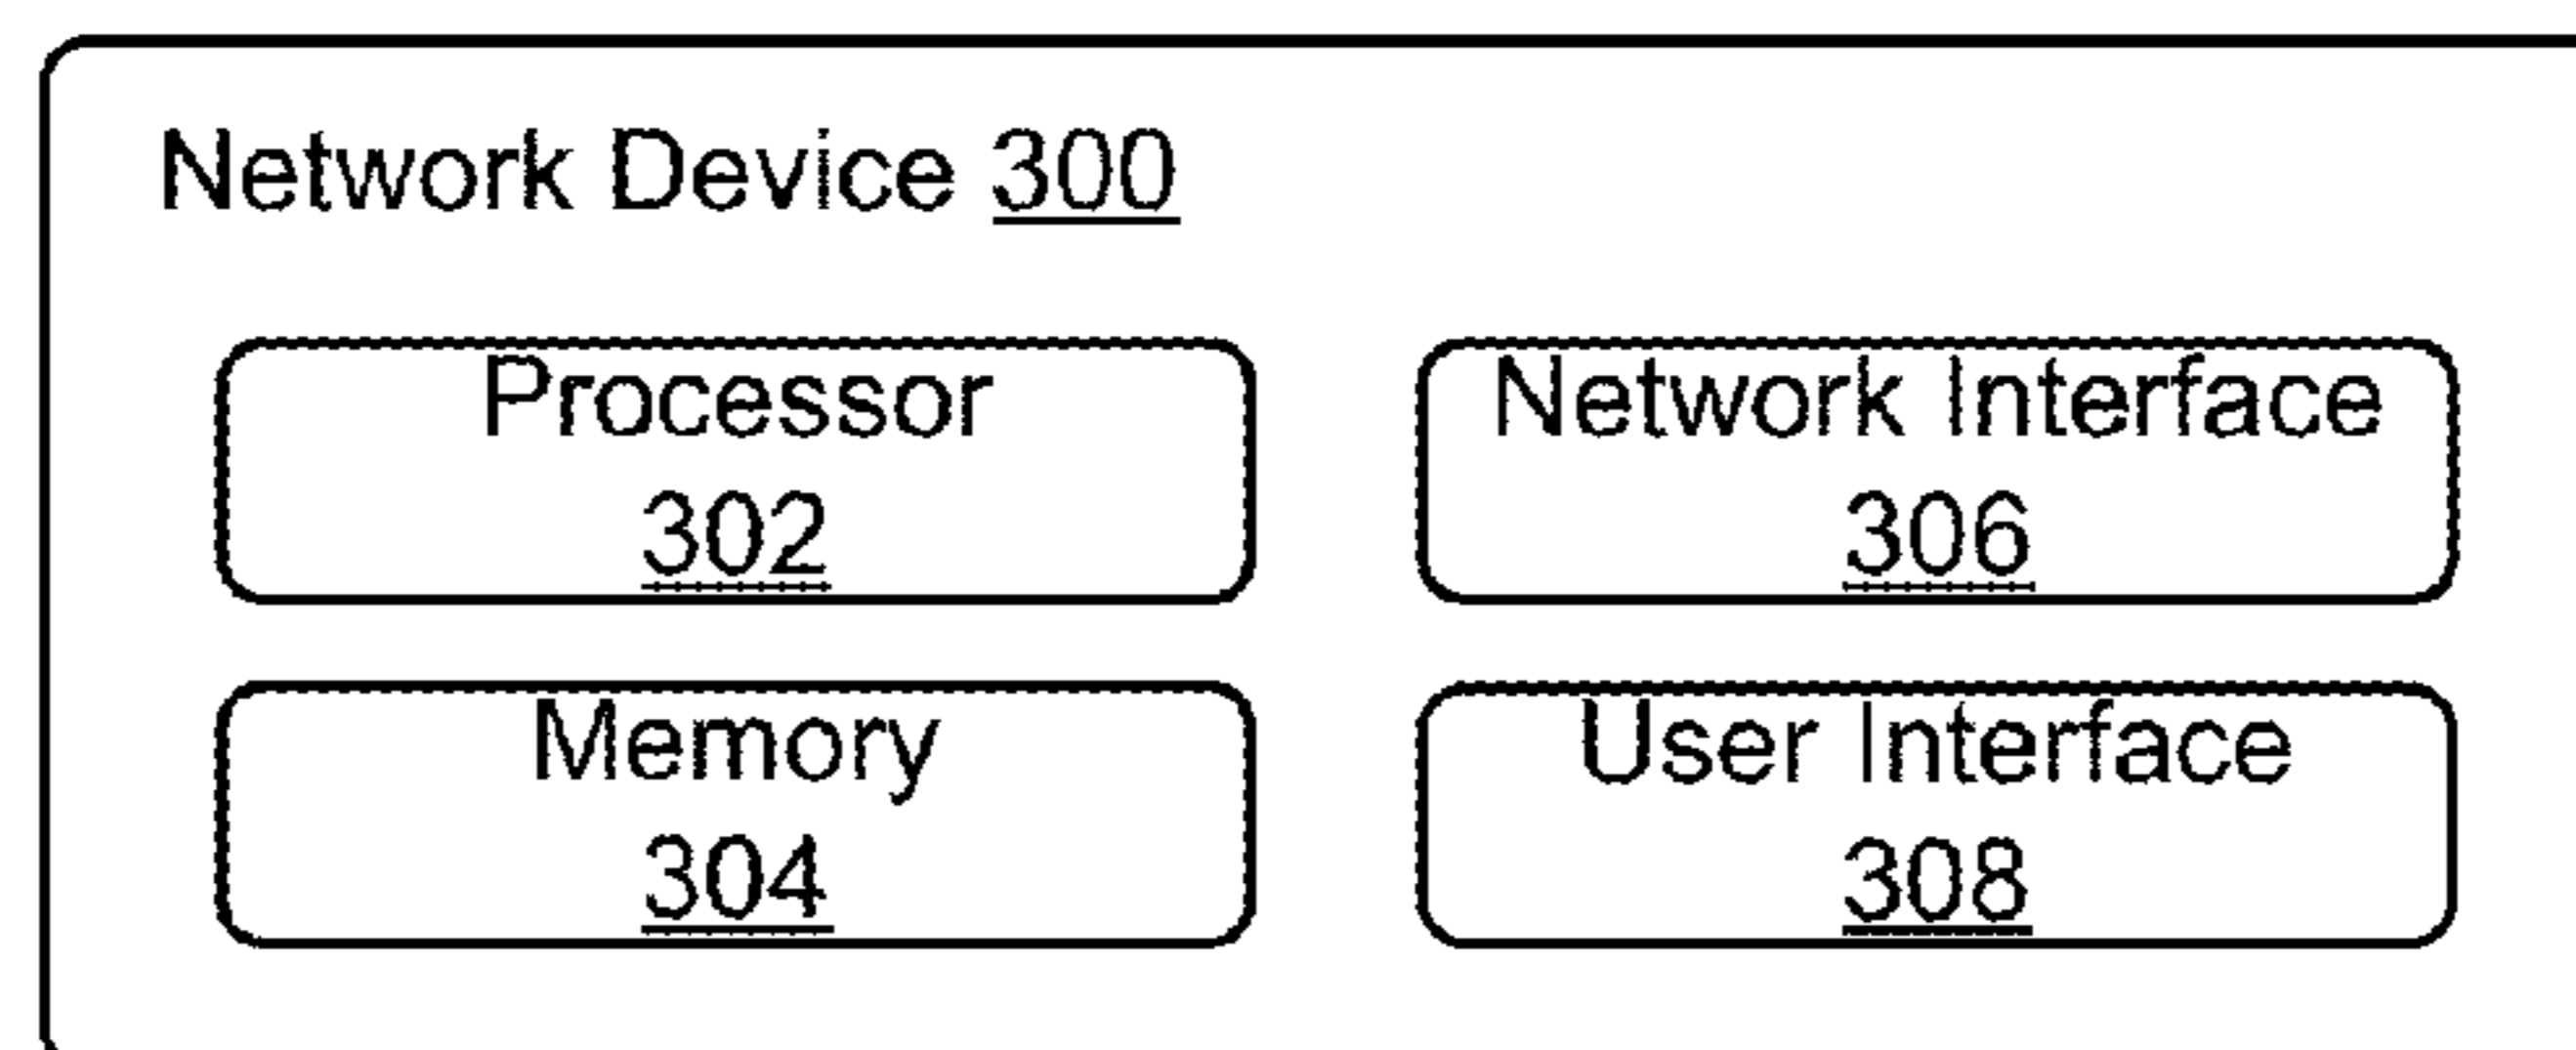 Network Device 300
Processor
302
Network Interface
306
Memory
304
User Interface
308